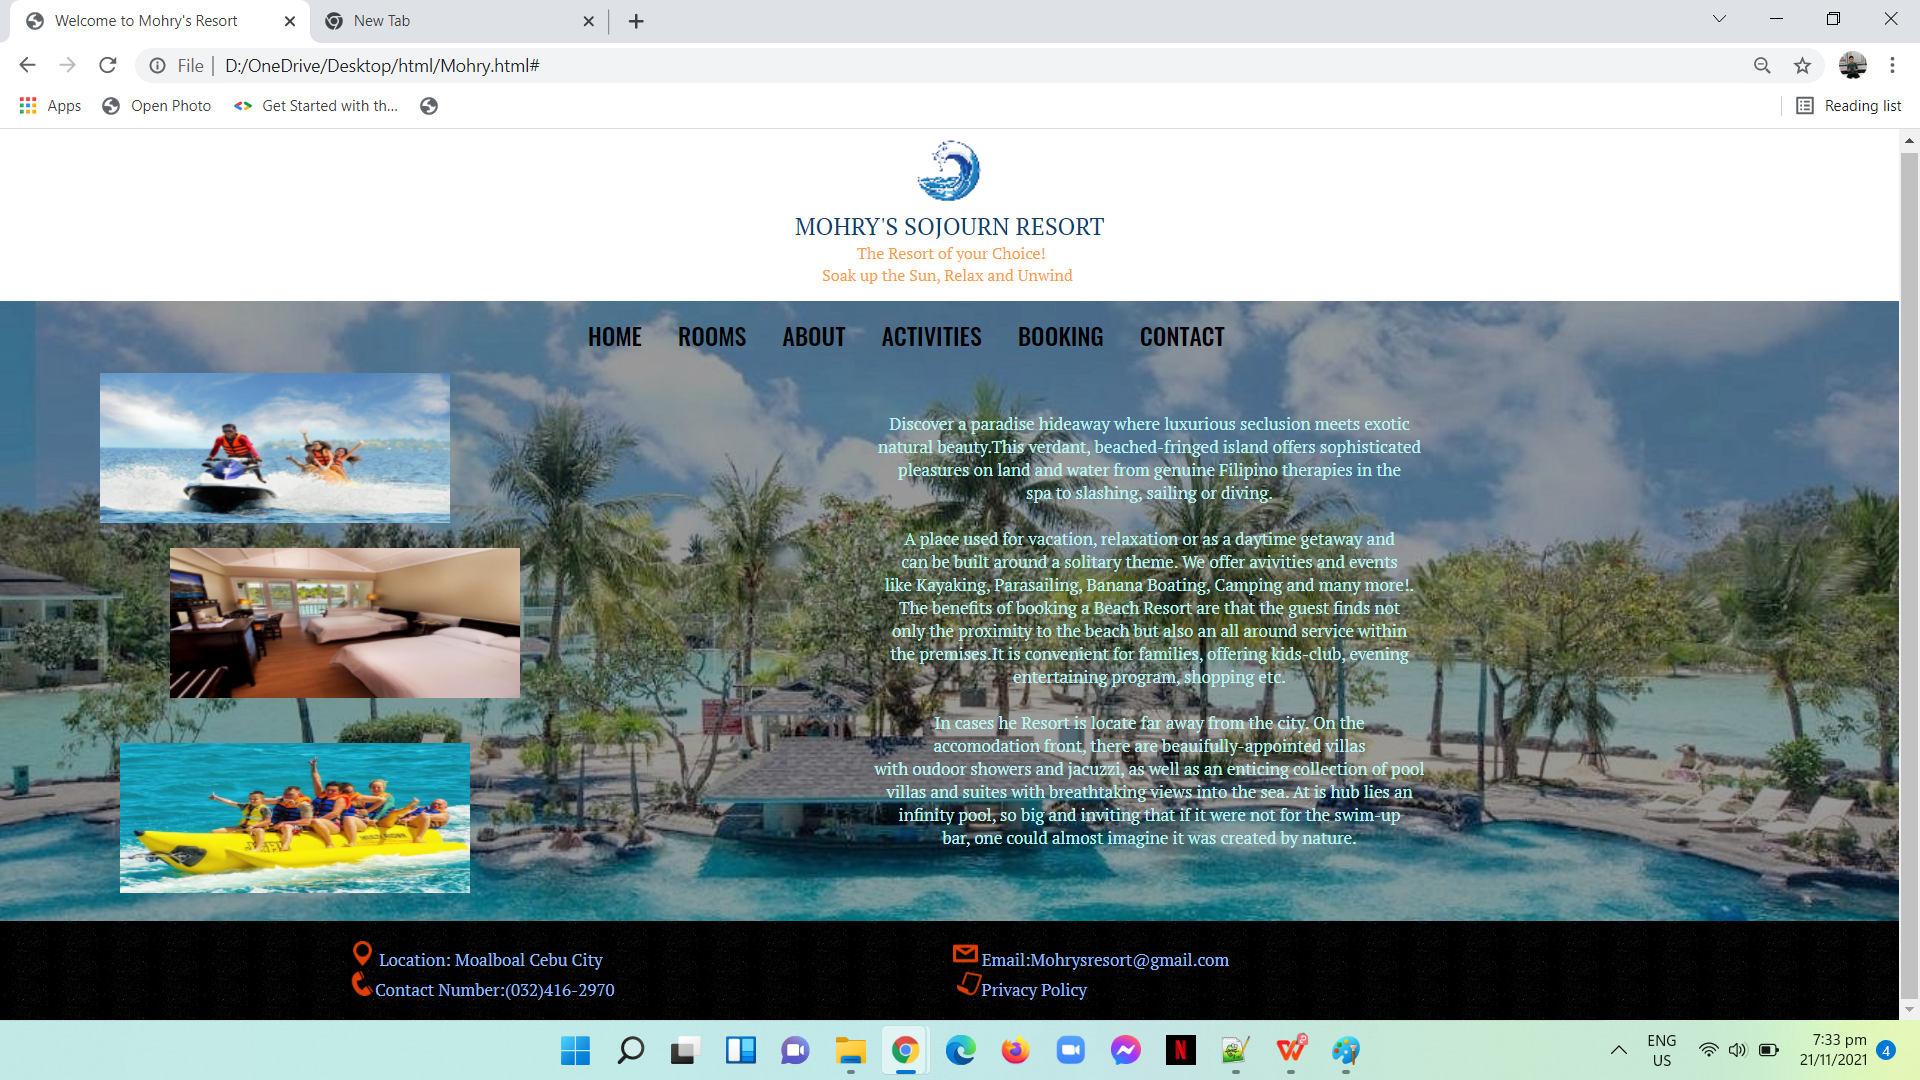 Welcome to Mohry's Resort
New Tab
File
D:/OneDrive/Desktop/html/Mohry.html#
Apps
Open Photo
Get Started with th...
Reading list
MOHRY'S SOJOURN RESORT
The Resort of your Choice!
Soak up the Sun, Relax and Unwind
HOME ROOMS ABOUT ACTIVITIES BOOKING CONTACT
Discover a paradise hideaway where luxurious seclusion meets exotic
natural beauty.This verdant, beached-fringed island offers sophisticated
pleasures on land and water from genuine Filipino therapies in the
spa to slashing, sailing or diving.
A place used for vacation, relaxation or as a daytime getaway and
can be built around a solitary theme. We offer avivities and events
like Kayaking, Parasailing, Banana Boating, Camping and many more!.
The benefits of booking a Beach Resort are that the guest finds not
only the proximity to the beach but also an all around service within
the premises.It is convenient for families, offering kids-club, evening
entertaining program, shopping etc.
In cases he Resort is locate far away from the city. On the
accomodation front, there are beauifully-appointed villas
with oudoor showers and jacuzzi, as well as an enticing collection of pool
villas and suites with breathtaking views into the sea. At is hub lies an
infinity pool, so big and inviting that if it were not for the swim-up
bar, one could almost imagine it was created by nature.
Location: Moalboal Cebu City
Contact Number:(032)416-2970
Email:Mohrysresort@gmail.com
Privacy Policy
ENG
US
7:33 pm
21/11/2021
4